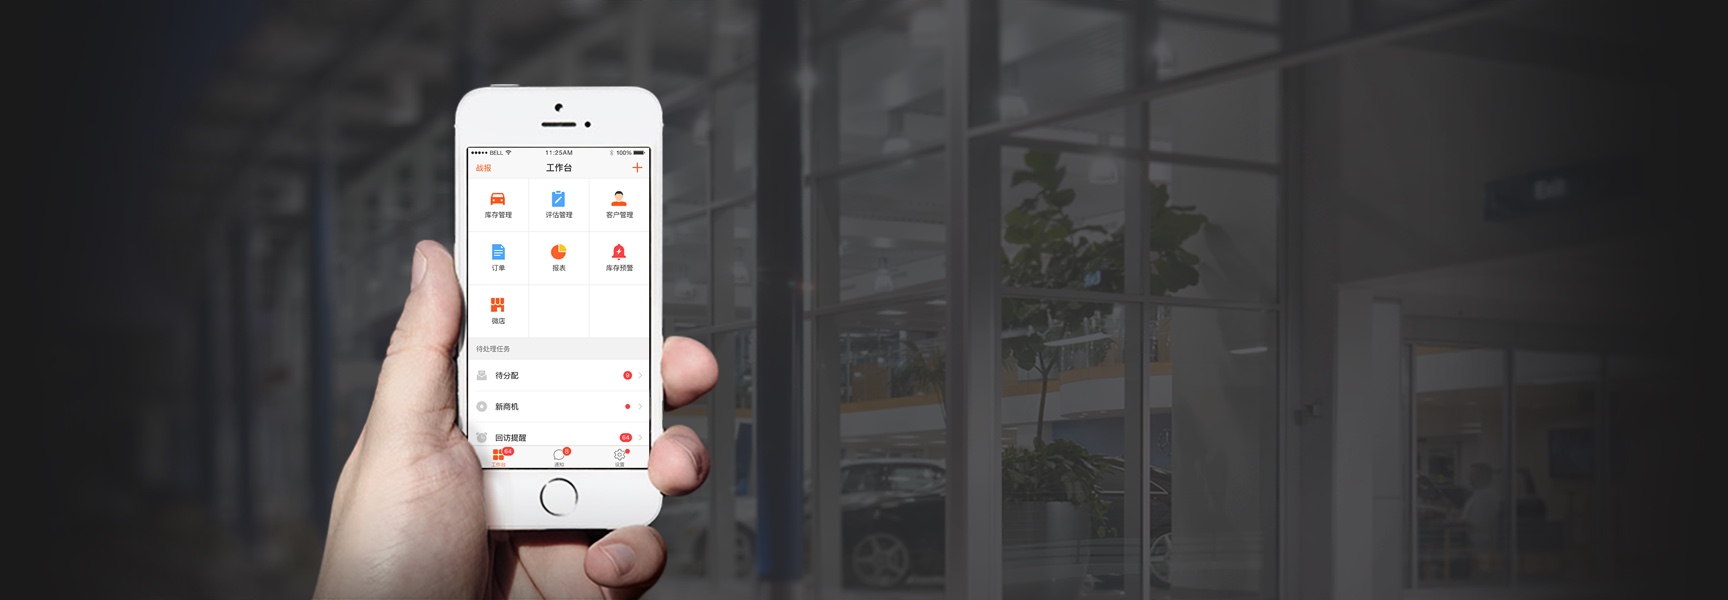 BELL 11:25AM 100%
战报 工作台
库存管理 评估管理 客户管理
订单 报表 库存预警
微店
待处理任务
待分配 9
新商机
回访提醒 64
64 8
工作台 通知 设置